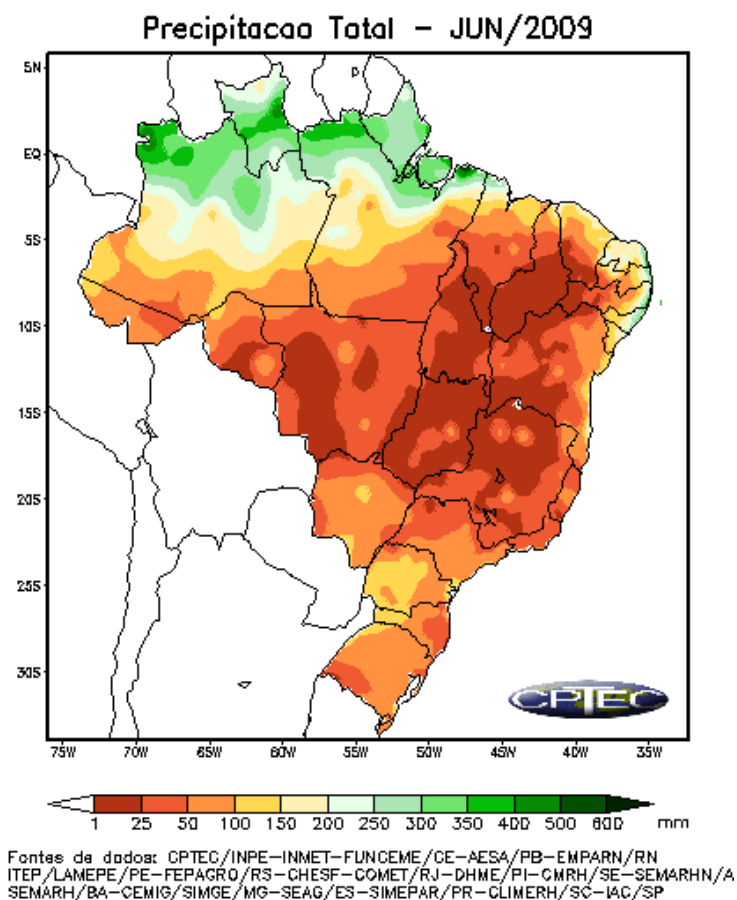 Precipitacao Total – JUN/2009
5N
EQ
5S
10S
15S
20S
25S
30S
75W 70W 65W 60W 55W 50W 45W 40W 35W
CPTEC
1 25 50 100 150 200 250 300 350 400 500 600 mm
Fontes de dados: CPTEC/INPE-INMET-FUNCEME/CE-AESA/PB-EMPARN/RN
ITEP/LAMEPE/PE-FEPAGRO/RS-CHESF-COMET/RJ-DHME/PI-CMRH/SE-SEMARHN/A
SEMARH/BA-CEMIG/SIMGE/MG-SEAG/ES-SIMEPAR/PR-CLIMERH/SC-IAC/SP